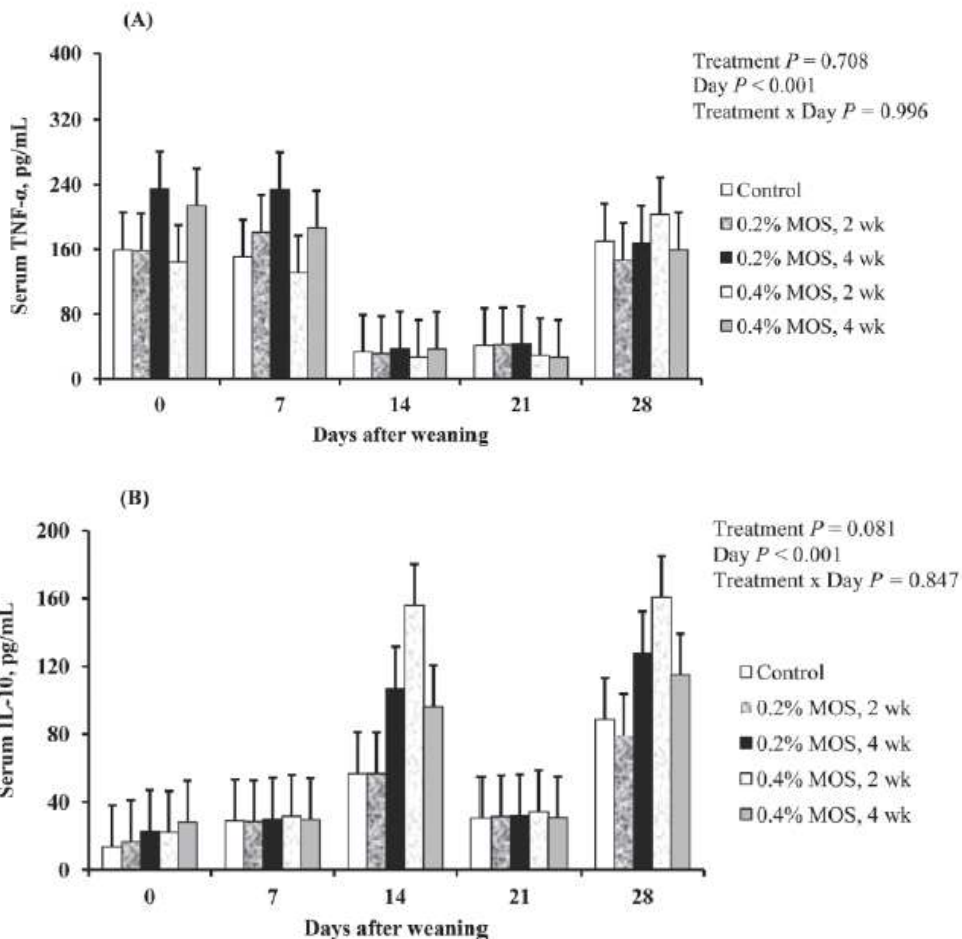 (A)
Serum TNF-α, pg/mL
400
320
240
160
80
0
0 7 14 21 28
Days after weaning
Treatment P = 0.708
Day P < 0.001
Treatment x Day P = 0.996
Control
0.2% MOS, 2 wk
0.2% MOS, 4 wk
0.4% MOS, 2 wk
0.4% MOS, 4 wk
(B)
Serum IL-10, pg/mL
200
160
120
80
40
0
0 7 14 21 28
Days after weaning
Treatment P = 0.081
Day P < 0.001
Treatment x Day P = 0.847
Control
0.2% MOS, 2 wk
0.2% MOS, 4 wk
0.4% MOS, 2 wk
0.4% MOS, 4 wk